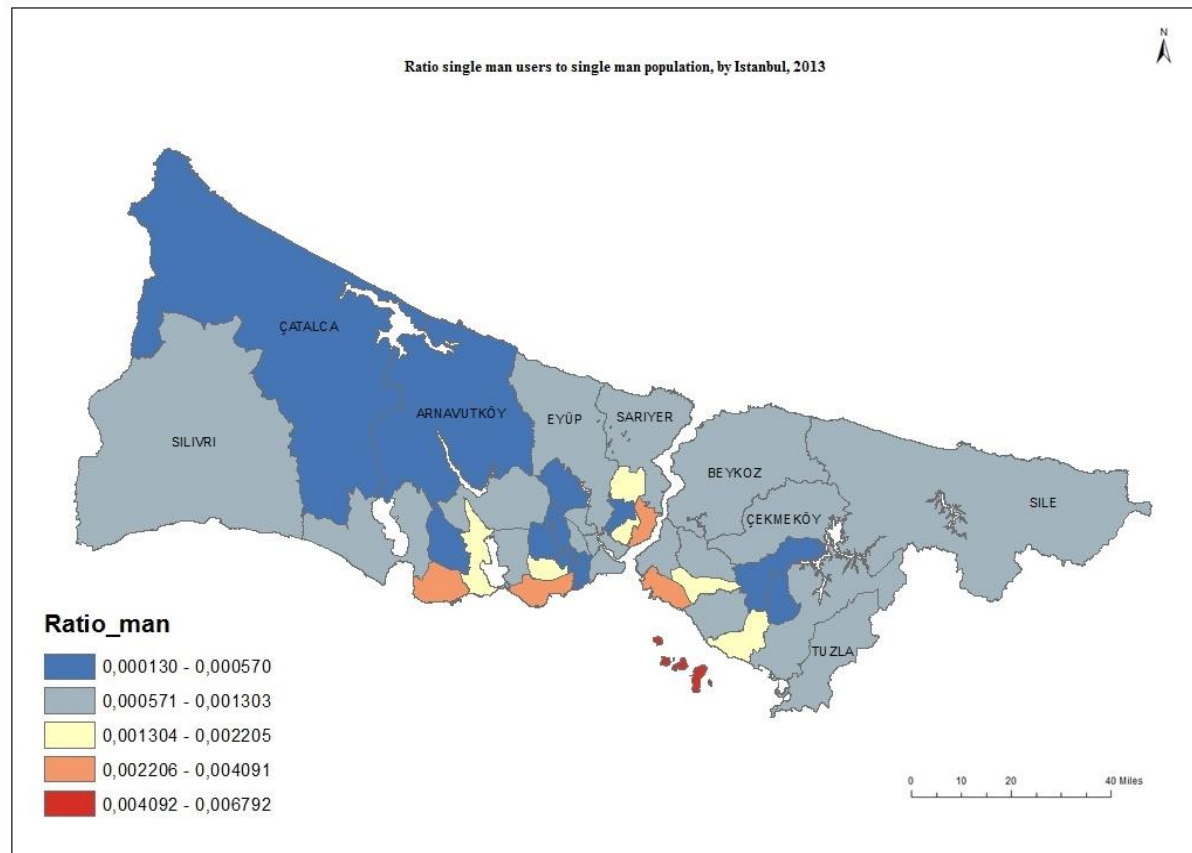 N
Ratio single man users to single man population, by Istanbul, 2013
ÇATALCA
ARNAVUTKÖY
EYÜP
SARIYER
SILIVRI
BEYKOZ
ÇEKMEKÖY
SILE
TUZLA
Ratio_man
0,000130 - 0,000570
0,000571 - 0,001303
0,001304 - 0,002205
0,002206 - 0,004091
0,004092 - 0,006792
0 10 20 40 Miles